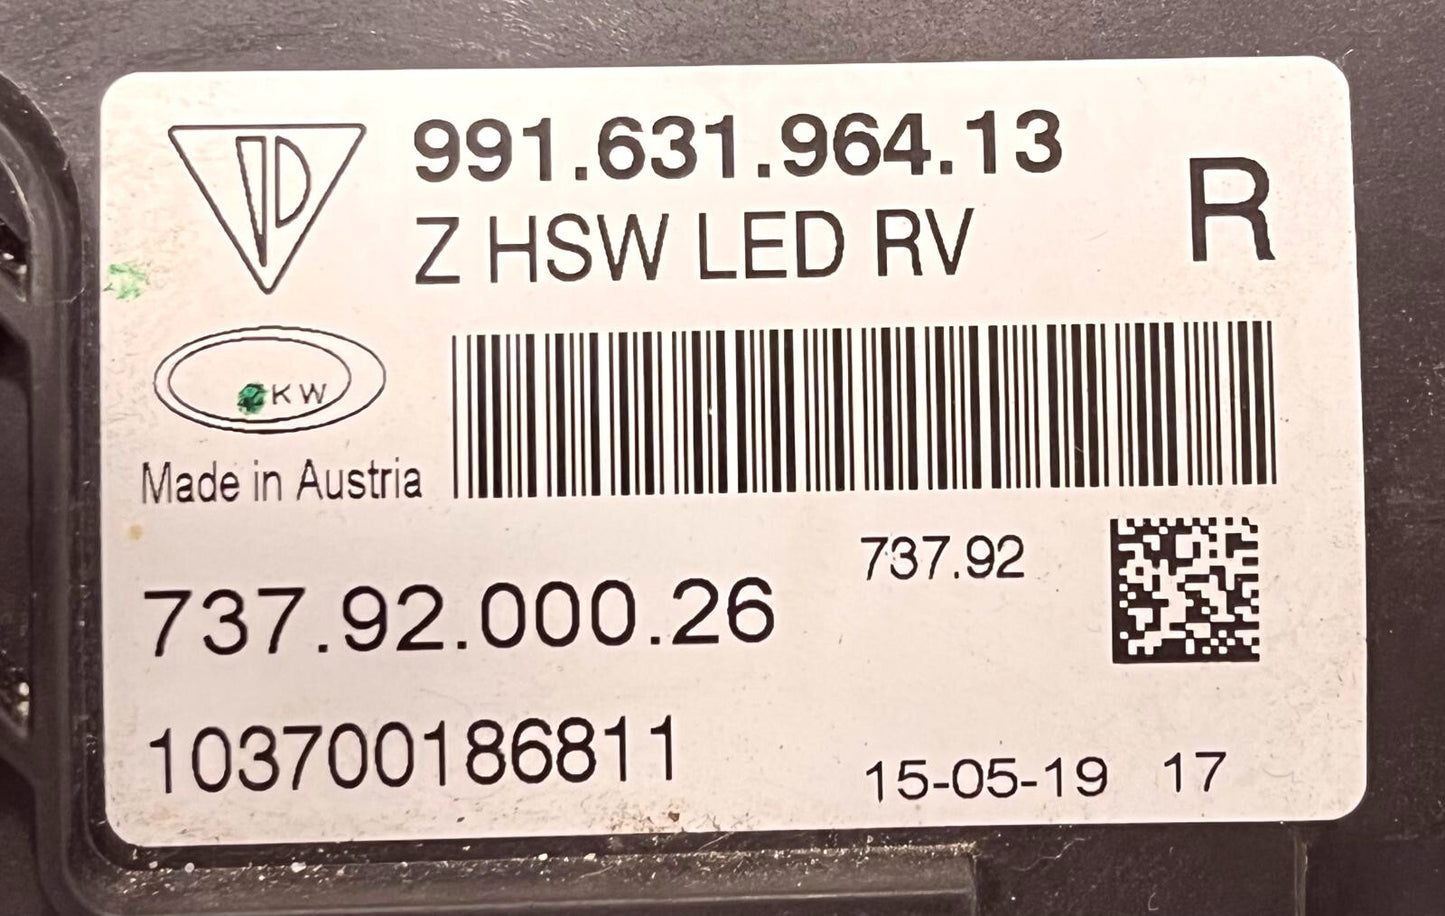 991.631.964.13
Z HSW LED RV
R
ZKW
Made in Austria
737.92
737.92.000.26
103700186811
15-05-19 17